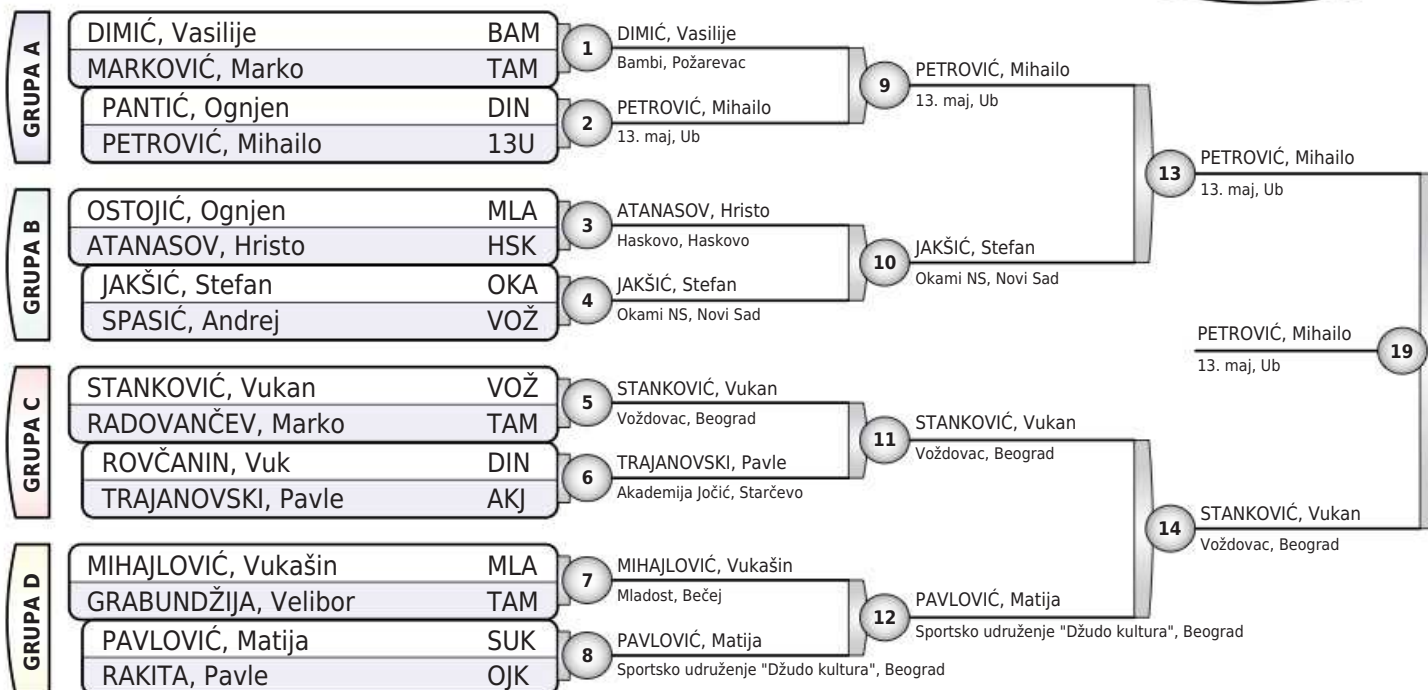 GRUPA A
DIMIĆ, Vasilije BAM
MARKOVIĆ, Marko TAM
PANTIĆ, Ognjen DIN
PETROVIĆ, Mihailo 13U
GRUPA B
OSTOJIĆ, Ognjen MLA
ATANASOV, Hristo HSK
JAKŠIĆ, Stefan OKA
SPASIĆ, Andrej VOŽ
GRUPA C
STANKOVIĆ, Vukan VOŽ
RADOVANČEV, Marko TAM
ROVČANIN, Vuk DIN
TRAJANOVSKI, Pavle AKJ
GRUPA D
MIHAJLOVIĆ, Vukašin MLA
GRABUNDŽIJA, Velibor TAM
PAVLOVIĆ, Matija SUK
RAKITA, Pavle OJK
1 DIMIĆ, Vasilije
Bambi, Požarevac
2 PETROVIĆ, Mihailo
13. maj, Ub
3 ATANASOV, Hristo
Haskovo, Haskovo
4 JAKŠIĆ, Stefan
Okami NS, Novi Sad
5 STANKOVIĆ, Vukan
Voždovac, Beograd
6 TRAJANOVSKI, Pavle
Akademija Jočić, Starčevo
7 MIHAJLOVIĆ, Vukašin
Mladost, Bečej
8 PAVLOVIĆ, Matija
Sportsko udruženje "Džudo kultura", Beograd
9 PETROVIĆ, Mihailo
13. maj, Ub
10 JAKŠIĆ, Stefan
Okami NS, Novi Sad
11 STANKOVIĆ, Vukan
Voždovac, Beograd
12 PAVLOVIĆ, Matija
Sportsko udruženje "Džudo kultura", Beograd
13 PETROVIĆ, Mihailo
13. maj, Ub
14 STANKOVIĆ, Vukan
Voždovac, Beograd
PETROVIĆ, Mihailo 19
13. maj, Ub